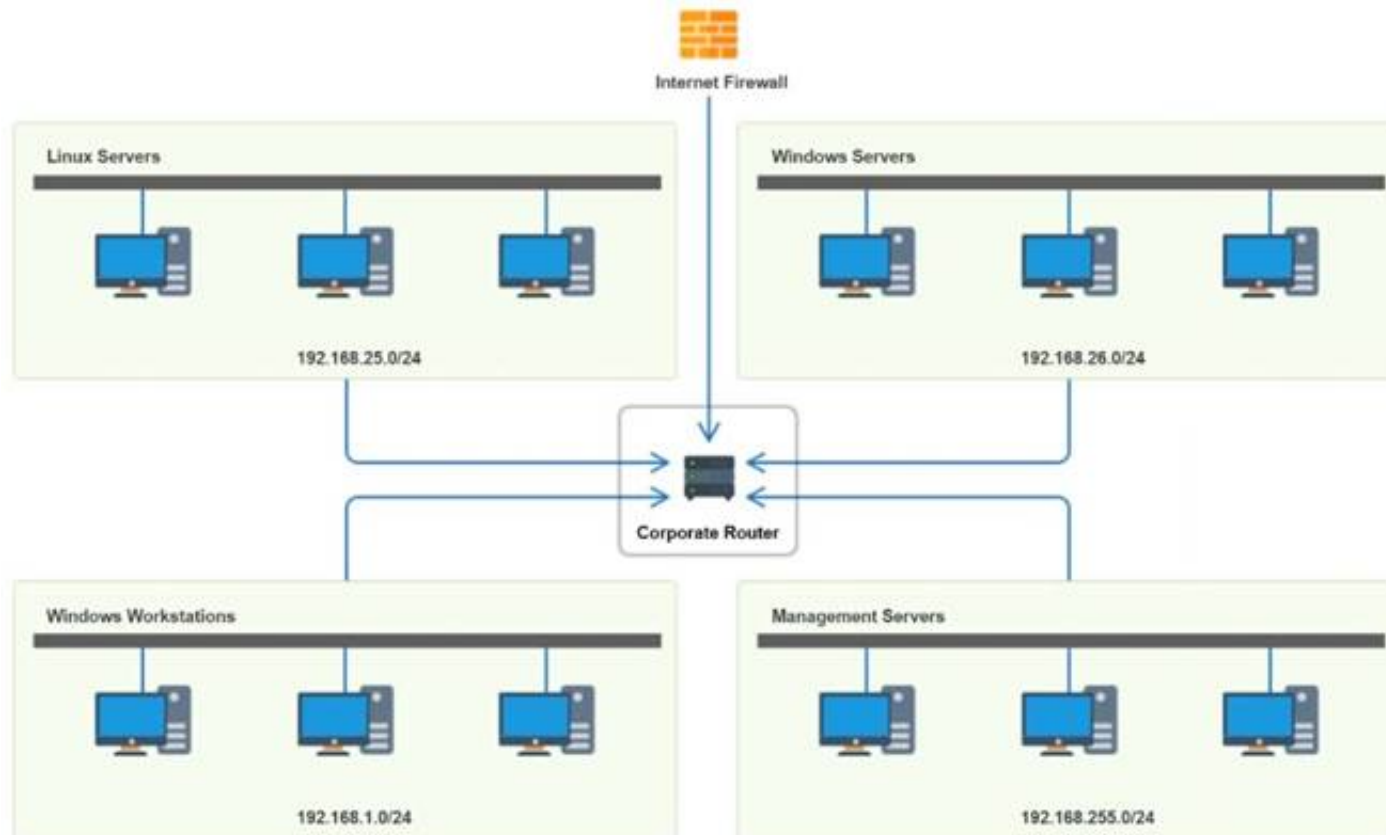 Internet Firewall
Linux Servers
192.168.25.0/24
Windows Servers
192.168.26.0/24
Corporate Router
Windows Workstations
192.168.1.0/24
Management Servers
192.168.255.0/24